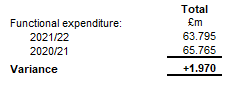 Total
Functional expenditure: £m
2021/22 63.795
2020/21 65.765
Variance +1.970